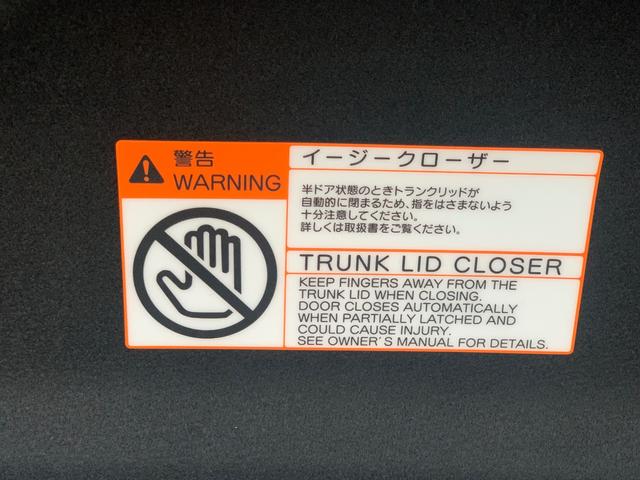 警告
WARNING
イージークローザー
半ドア状態のときトランクリッドが
自動的に閉まるため、指をはさまないよう
十分注意してください。
詳しくは取扱書をご覧ください。
TRUNK LID CLOSER
KEEP FINGERS AWAY FROM THE
TRUNK LID WHEN CLOSING.
DOOR CLOSES AUTOMATICALLY
WHEN PARTIALLY LATCHED AND
COULD CAUSE INJURY.
SEE OWNER'S MANUAL FOR DETAILS.